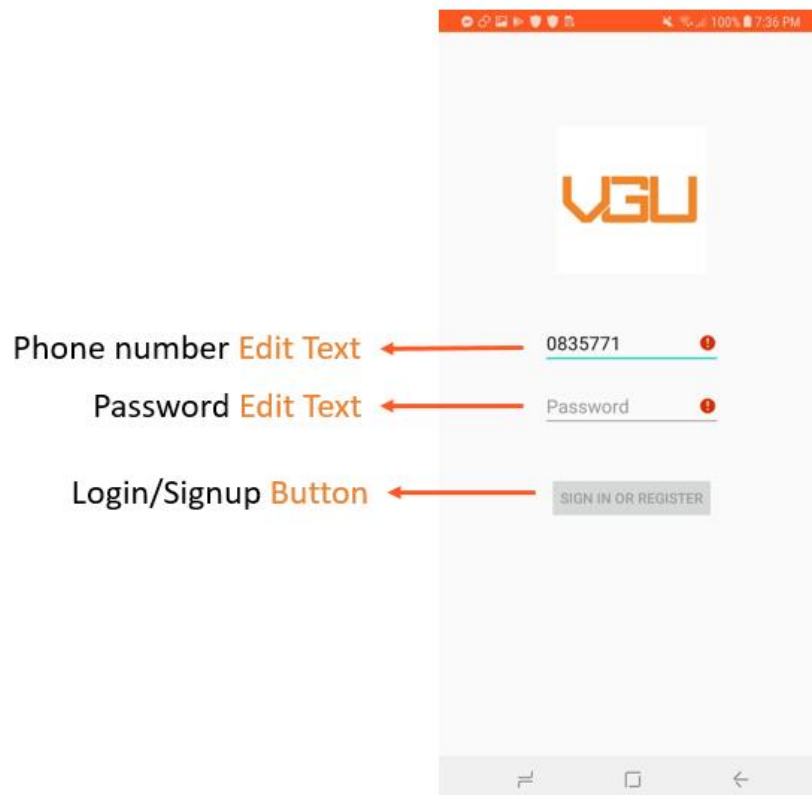 100% 7:36 PM
VGU
Phone number Edit Text
0835771
Password Edit Text
Password
Login/Signup Button
SIGN IN OR REGISTER